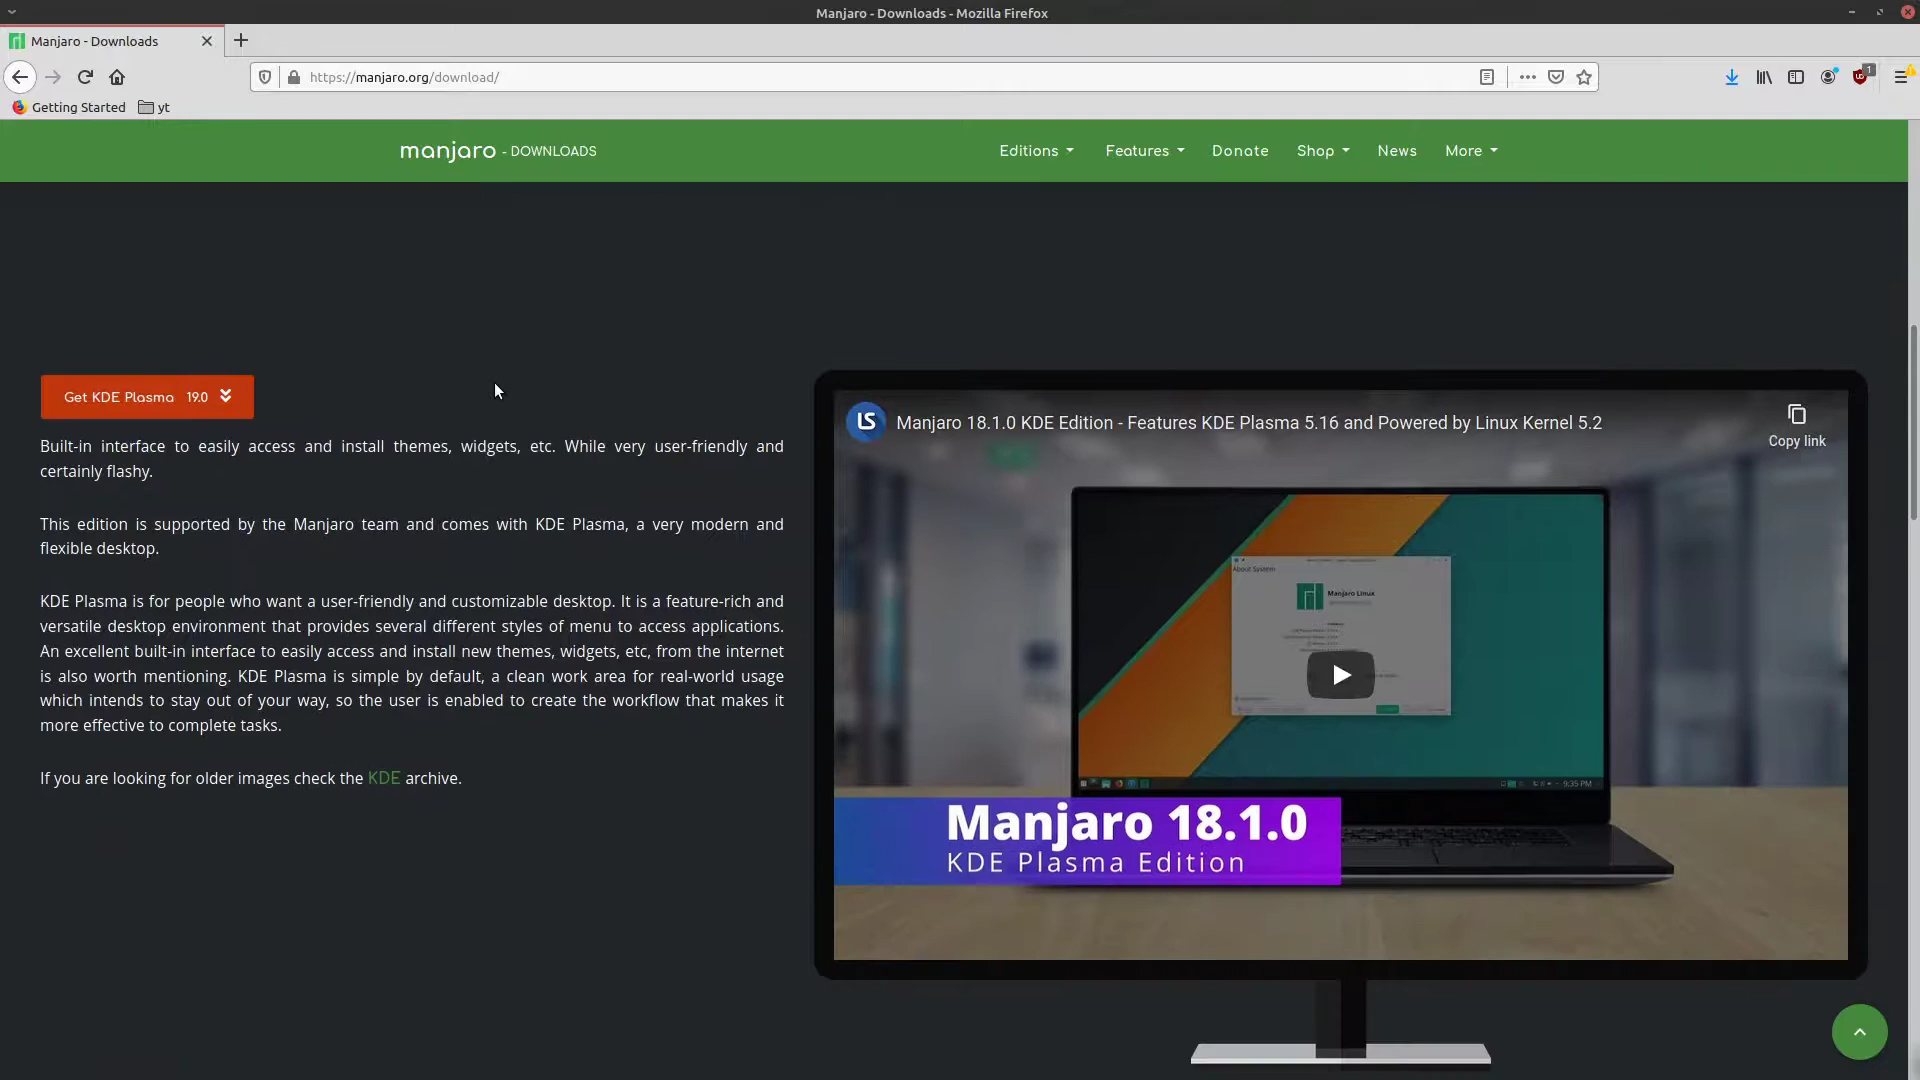 Manjaro - Downloads - Mozilla Firefox
Manjaro - Downloads
https://manjaro.org/download/
1
Getting Started
yt
manjaro - DOWNLOADS
Editions
Features
Donate
Shop
News
More
Get KDE Plasma 19.0
Built-in interface to easily access and install themes, widgets, etc. While very user-friendly and
certainly flashy.
This edition is supported by the Manjaro team and comes with KDE Plasma, a very modern and
flexible desktop.
KDE Plasma is for people who want a user-friendly and customizable desktop. It is a feature-rich and
versatile desktop environment that provides several different styles of menu to access applications.
An excellent built-in interface to easily access and install new themes, widgets, etc, from the internet
is also worth mentioning. KDE Plasma is simple by default, a clean work area for real-world usage
which intends to stay out of your way, so the user is enabled to create the workflow that makes it
more effective to complete tasks.
If you are looking for older images check the KDE archive.
LS
Manjaro 18.1.0 KDE Edition - Features KDE Plasma 5.16 and Powered by Linux Kernel 5.2
Copy link
About System
Manjaro Linux
9:35 PM
Manjaro 18.1.0
KDE Plasma Edition